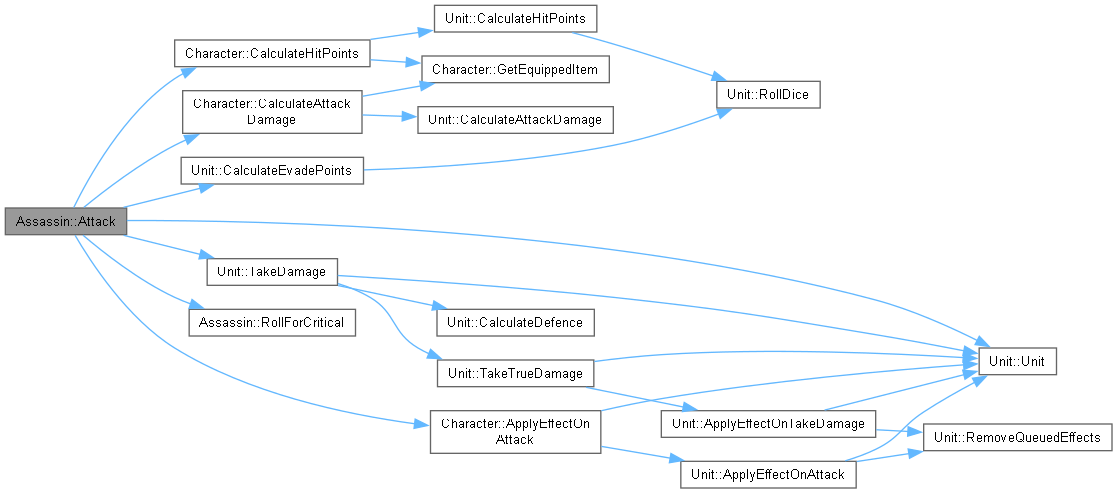 Unit::CalculateHitPoints
Character::CalculateHitPoints
Character::GetEquippedItem
Unit::RollDice
Character::CalculateAttack
Damage
Unit::CalculateAttackDamage
Unit::CalculateEvadePoints
Assassin::Attack
Unit::TakeDamage
Assassin::RollForCritical
Unit::CalculateDefence
Unit::Unit
Unit::TakeTrueDamage
Character::ApplyEffectOn
Attack
Unit::ApplyEffectOnTakeDamage
Unit::RemoveQueuedEffects
Unit::ApplyEffectOnAttack